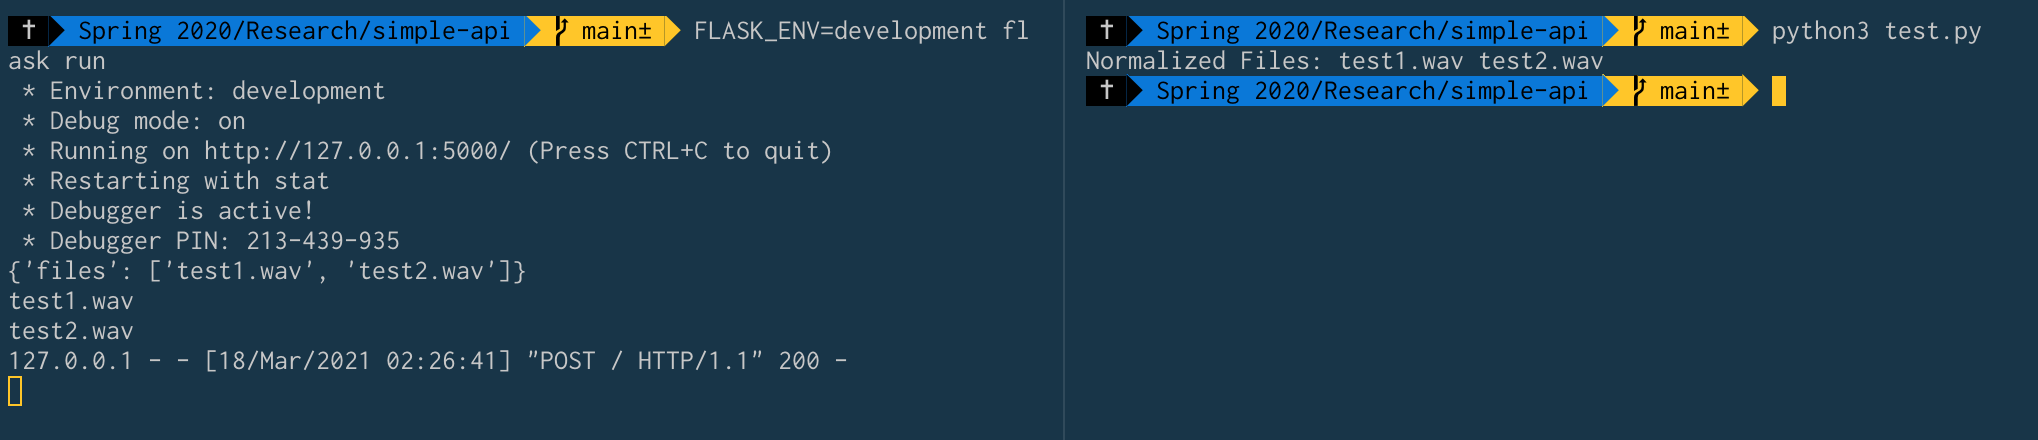 † Spring 2020/Research/simple-api main± FLASK_ENV=development fl
ask run
* Environment: development
* Debug mode: on
* Running on http://127.0.0.1:5000/ (Press CTRL+C to quit)
* Restarting with stat
* Debugger is active!
* Debugger PIN: 213-439-935
{'files': ['test1.wav', 'test2.wav']}
test1.wav
test2.wav
127.0.0.1 - - [18/Mar/2021 02:26:41] "POST / HTTP/1.1" 200 -
† Spring 2020/Research/simple-api main± python3 test.py
Normalized Files: test1.wav test2.wav
† Spring 2020/Research/simple-api main±